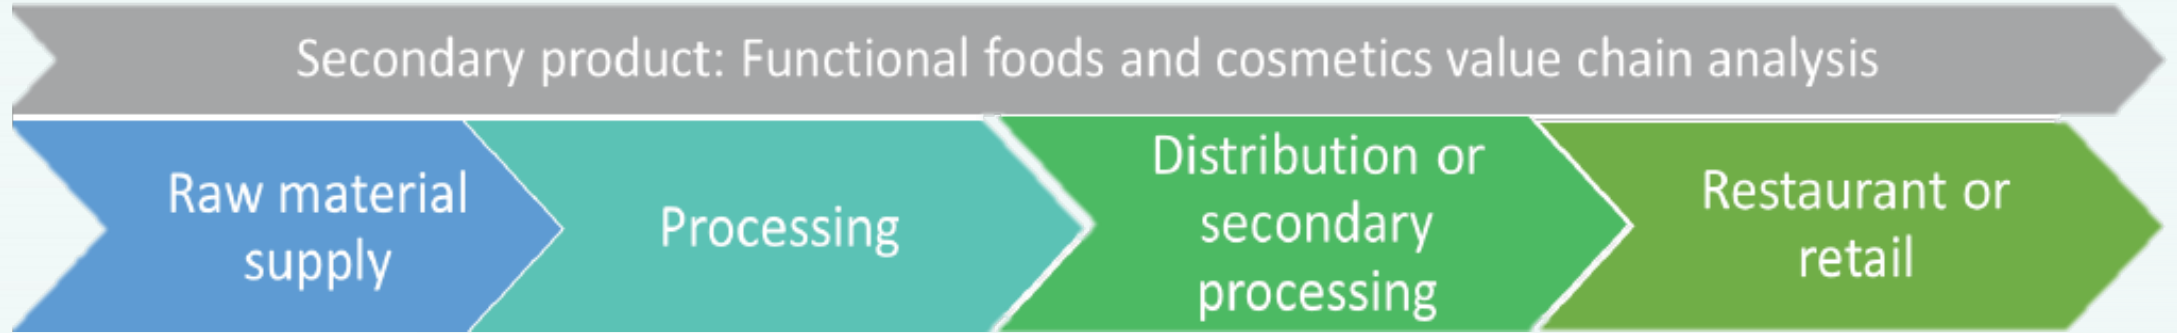 Secondary product: Functional foods and cosmetics value chain analysis
Raw material
supply
Processing
Distribution or
secondary
processing
Restaurant or
retail